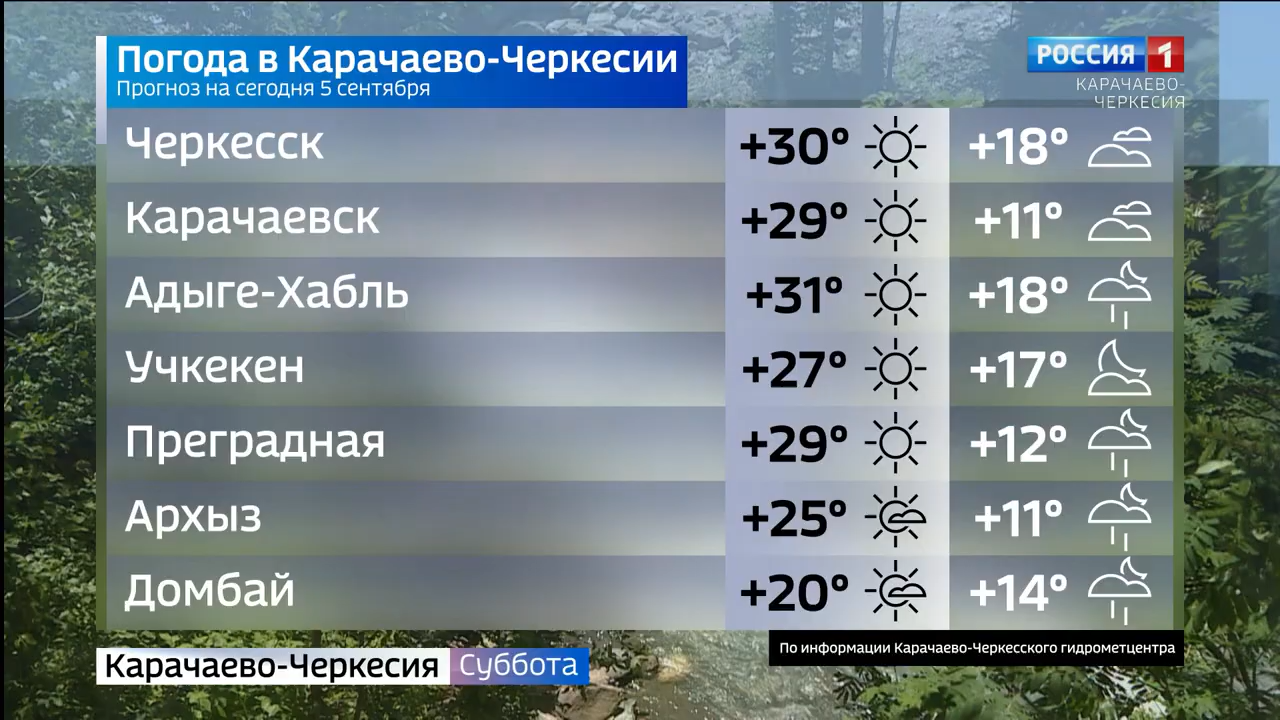 Погода в Карачаево-Черкесии
Прогноз на сегодня 5 сентября
РОССИЯ 1
КАРАЧАЕВО-
ЧЕРКЕСИЯ
Черкесск +30° +18°
Карачаевск +29° +11°
Адыге-Хабль +31° +18°
Учкекен +27° +17°
Преградная +29° +12°
Архыз +25° +11°
Домбай +20° +14°
По информации Карачаево-Черкесского гидрометцентра
Карачаево-Черкесия Суббота